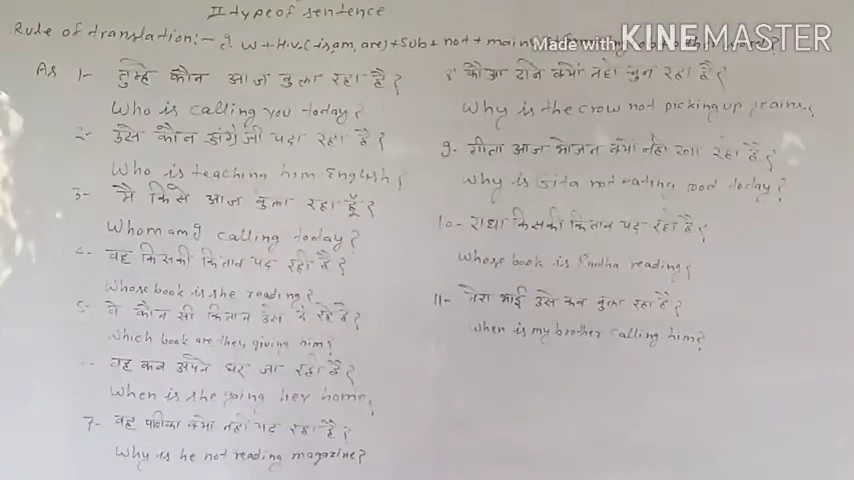 II type of sentence
Rule of translation:- 2. W + H.V. (is, am, are) + Sub + not + main
Made with KINEMASTER
As 1- तुम्हे कौन आज बुला रहा है?
Who is calling you today?
2- उसे कौन अंग्रेजी पढा रहा है?
Who is teaching him English?
3- मै किसे आज बुला रहा हूँ?
Whom am I calling today?
4- वह किसकी किताब पढ रही है?
Whose book is she reading?
5- वे कौन सी किताब उसे दे रहे है?
Which book are they giving him?
वह कब अपने घर जा रही है?
When is she going her home?
7- वह पत्रिका क्यो नही पढ रहा है?
Why is he not reading magazine?
8 कौआ दाने क्यो नही चुन रहा है?
Why is the crow not picking up grains?
9- गीता आज भोजन क्यो नही खा रही है?
Why is Gita not eating food today?
10- राधा किसकी किताब पढ रही है?
Whose book is Radha reading?
11- मेरा भाई उसे कब बुला रहा है?
When is my brother calling him?